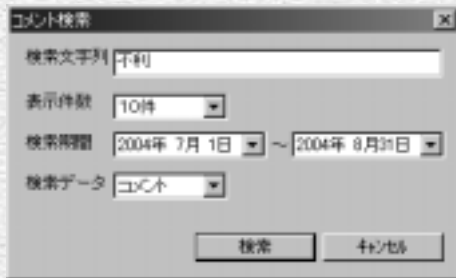 コメント検索
検索文字列 不利
表示件数 10件
検索期間 2004年 7月 1日 ～ 2004年 8月31日
検索データ コメント
検索 キャンセル